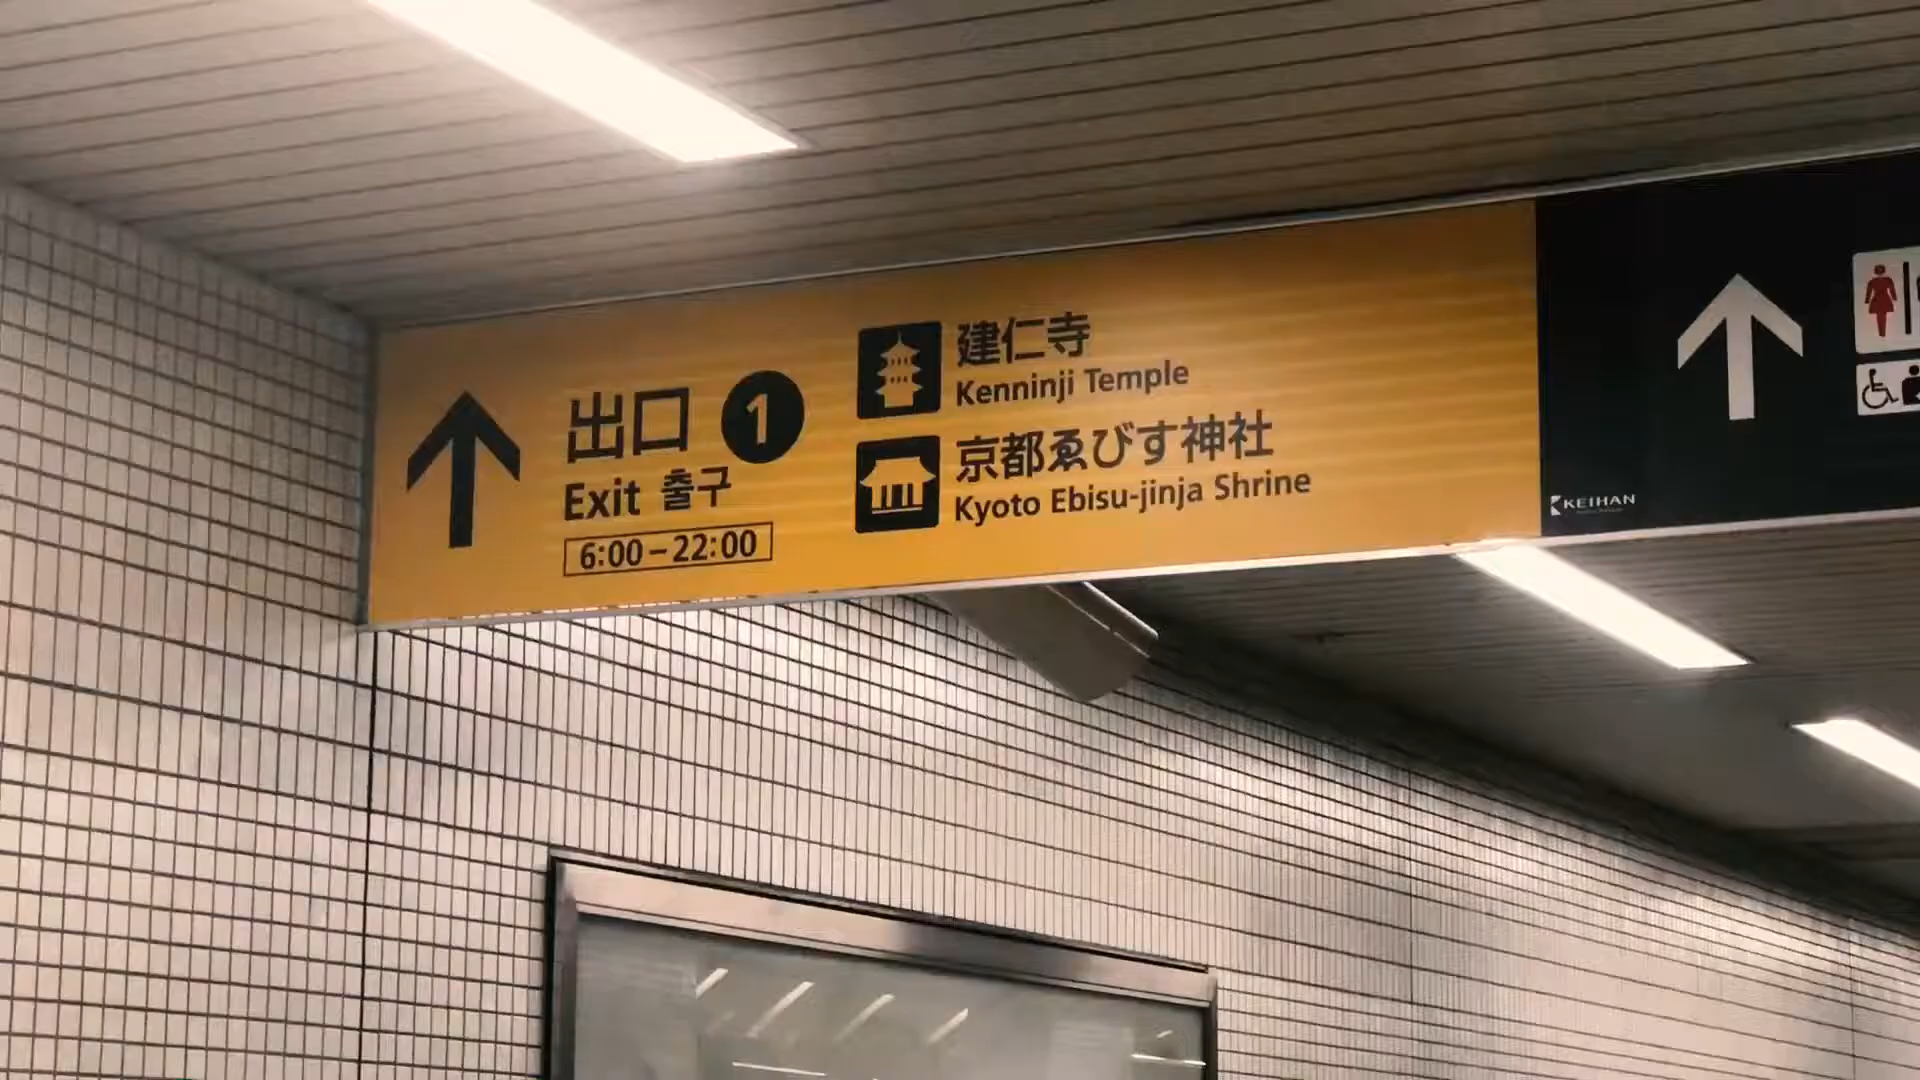 出口 1
Exit 출구
6:00–22:00
建仁寺
Kenninji Temple
京都ゑびす神社
Kyoto Ebisu-jinja Shrine
KEIHAN